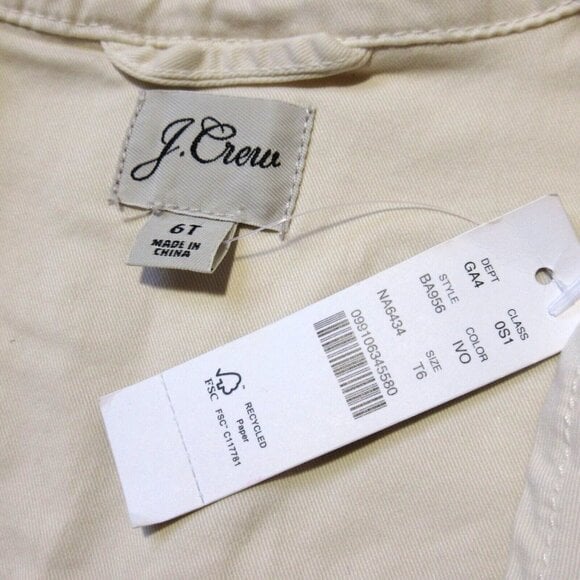 J.Crew
6T
MADE IN
CHINA
DEPT
GA4
CLASS
0S1
STYLE
BA956
COLOR
IVO
NA6434
SIZE
T6
099106345580
FSC
FSC™ C117781
RECYCLED
Paper